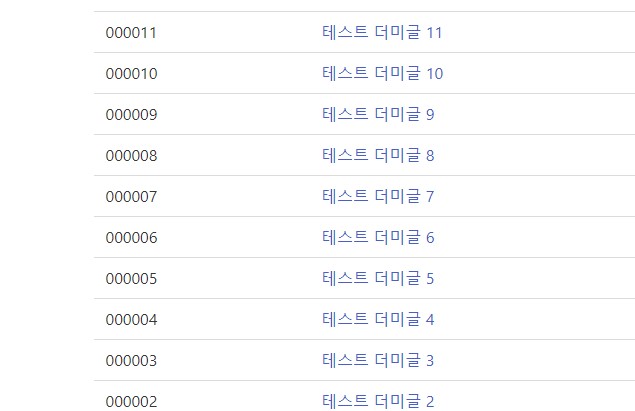 000011 테스트 더미글 11
000010 테스트 더미글 10
000009 테스트 더미글 9
000008 테스트 더미글 8
000007 테스트 더미글 7
000006 테스트 더미글 6
000005 테스트 더미글 5
000004 테스트 더미글 4
000003 테스트 더미글 3
000002 테스트 더미글 2